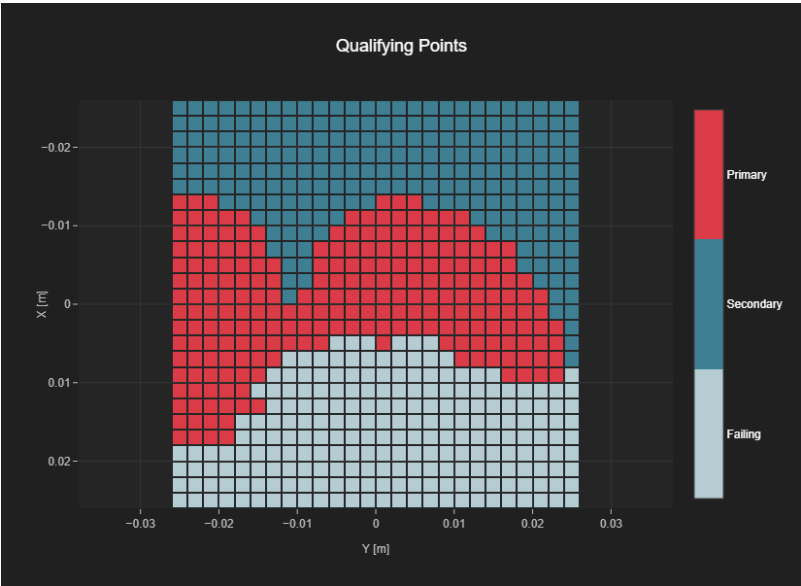 Qualifying Points
−0.02
−0.01
0
0.01
0.02
X [m]
−0.03
−0.02
−0.01
0
0.01
0.02
0.03
Y [m]
Primary
Secondary
Failing